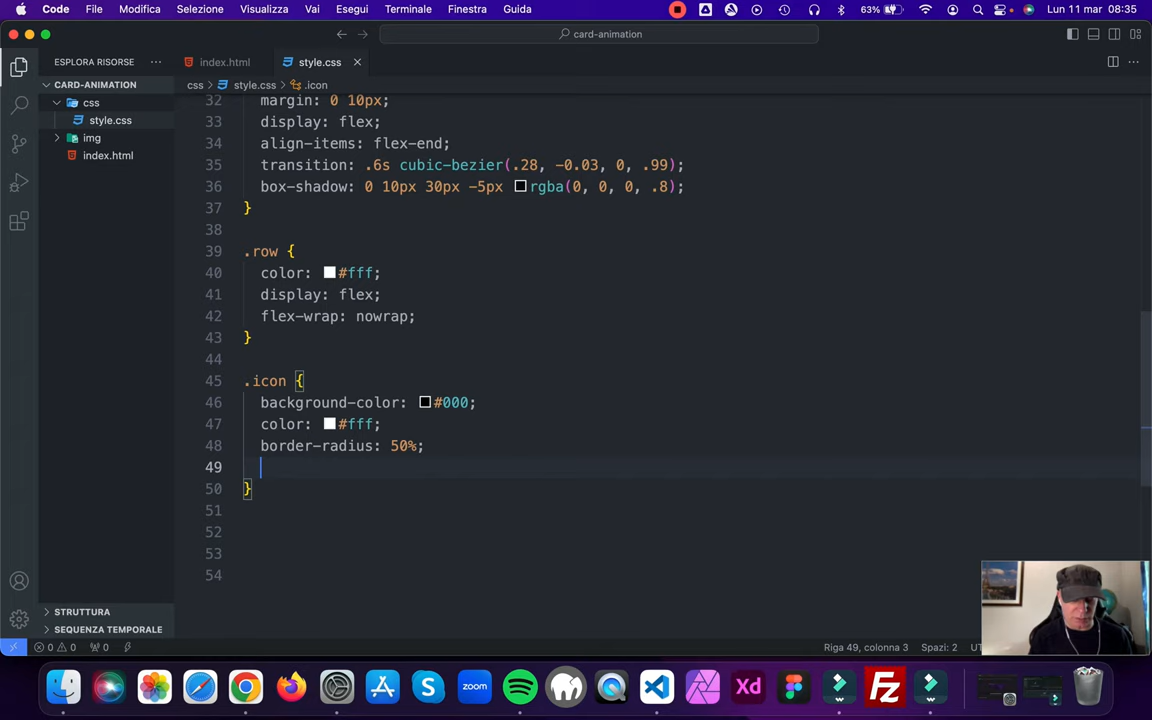 Code File Modifica Selezione Visualizza Vai Esegui Terminale Finestra Guida 63% Lun 11 mar 08:35
card-animation
ESPLORA RISORSE
index.html style.css
CARD-ANIMATION
css style.css .icon
css
style.css
img
index.html
32 margin: 0 10px;
33 display: flex;
34 align-items: flex-end;
35 transition: .6s cubic-bezier(.28, -0.03, 0, .99);
36 box-shadow: 0 10px 30px -5px rgba(0, 0, 0, .8);
37 }
38
39 .row {
40 color: #fff;
41 display: flex;
42 flex-wrap: nowrap;
43 }
44
45 .icon {
46 background-color: #000;
47 color: #fff;
48 border-radius: 50%;
49
50 }
51
52
53
54
STRUTTURA
SEQUENZA TEMPORALE
0 0 0 Riga 49, colonna 3 Spazi: 2
zoom Xd Fz